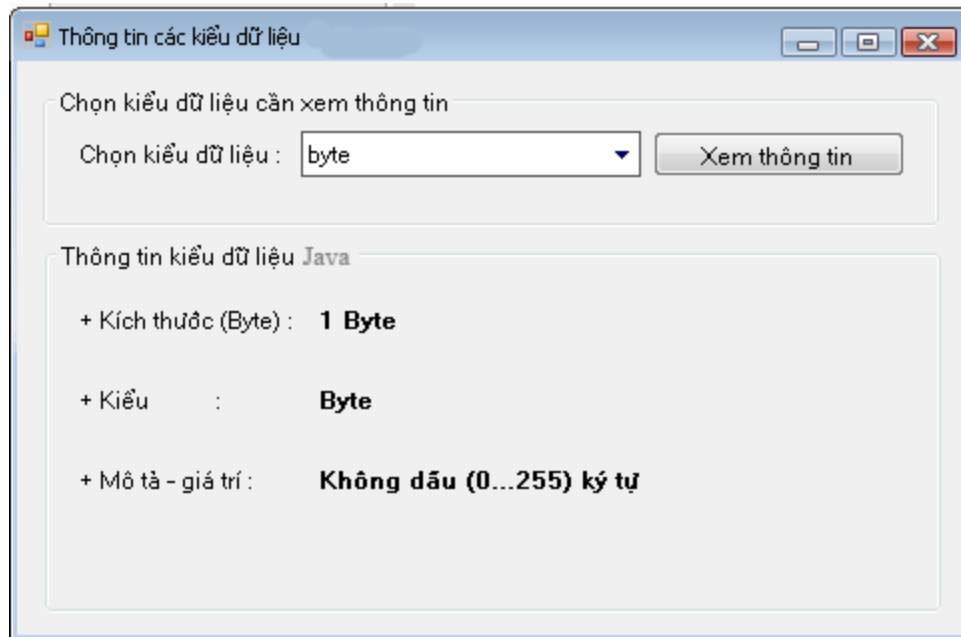 Thông tin các kiểu dữ liệu
Chọn kiểu dữ liệu cần xem thông tin
Chọn kiểu dữ liệu : byte Xem thông tin
Thông tin kiểu dữ liệu Java
+ Kích thước (Byte) : 1 Byte
+ Kiểu : Byte
+ Mô tả - giá trí : Không dấu (0...255) ký tự